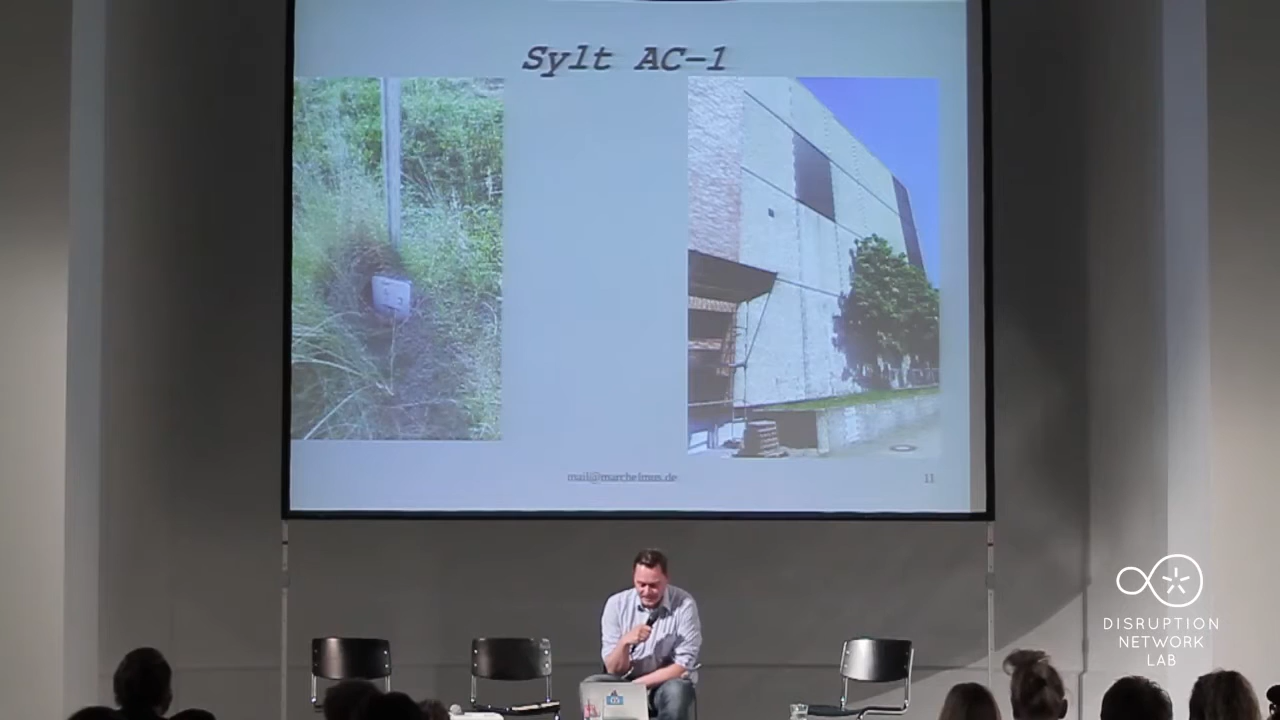 Sylt AC-1
mail@marchelmus.de
11
DISRUPTION
NETWORK
LAB